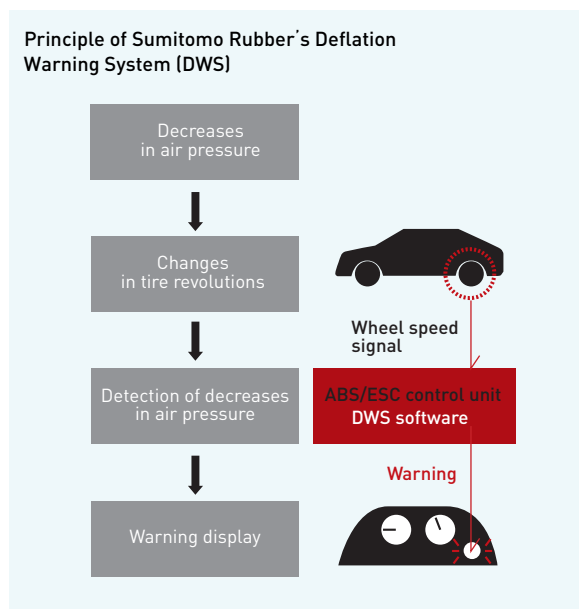 Principle of Sumitomo Rubber's Deflation
Warning System (DWS)
Decreases
in air pressure
Changes
in tire revolutions
Wheel speed
signal
Detection of decreases
in air pressure
ABS/ESC control unit
DWS software
Warning
Warning display